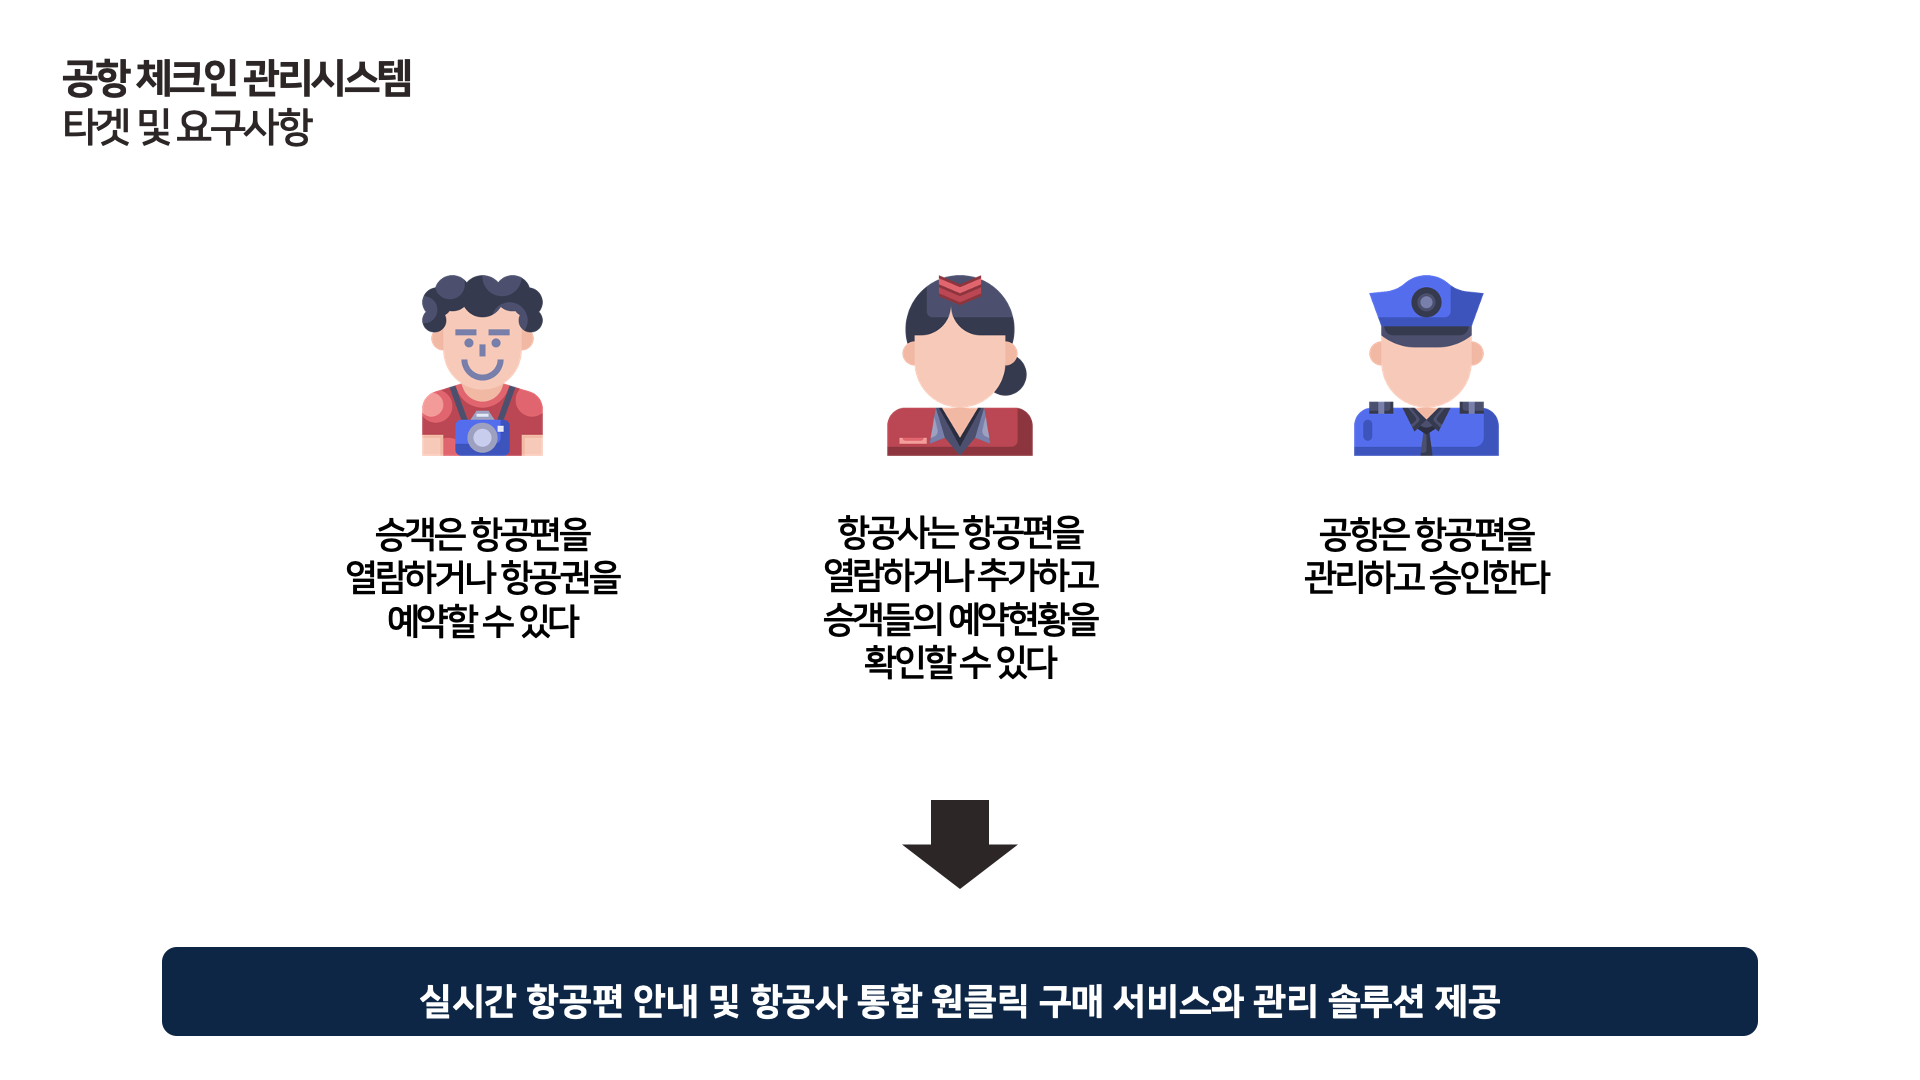 공항 체크인 관리시스템
타겟 및 요구사항
승객은 항공편을
열람하거나 항공권을
예약할 수 있다
항공사는 항공편을
열람하거나 추가하고
승객들의 예약현황을
확인할 수 있다
공항은 항공편을
관리하고 승인한다
실시간 항공편 안내 및 항공사 통합 원클릭 구매 서비스와 관리 솔루션 제공